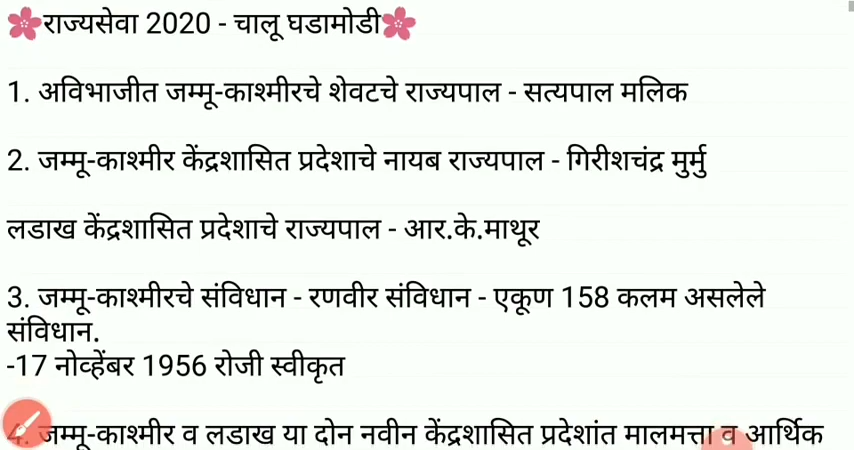 🌸राज्यसेवा 2020 - चालू घडामोडी🌸
1. अविभाजीत जम्मू-काश्मीरचे शेवटचे राज्यपाल - सत्यपाल मलिक
2. जम्मू-काश्मीर केंद्रशासित प्रदेशाचे नायब राज्यपाल - गिरीशचंद्र मुर्मु
लडाख केंद्रशासित प्रदेशाचे राज्यपाल - आर.के.माथूर
3. जम्मू-काश्मीरचे संविधान - रणवीर संविधान - एकूण 158 कलम असलेले
संविधान.
-17 नोव्हेंबर 1956 रोजी स्वीकृत
4. जम्मू-काश्मीर व लडाख या दोन नवीन केंद्रशासित प्रदेशांत मालमत्ता व आर्थिक